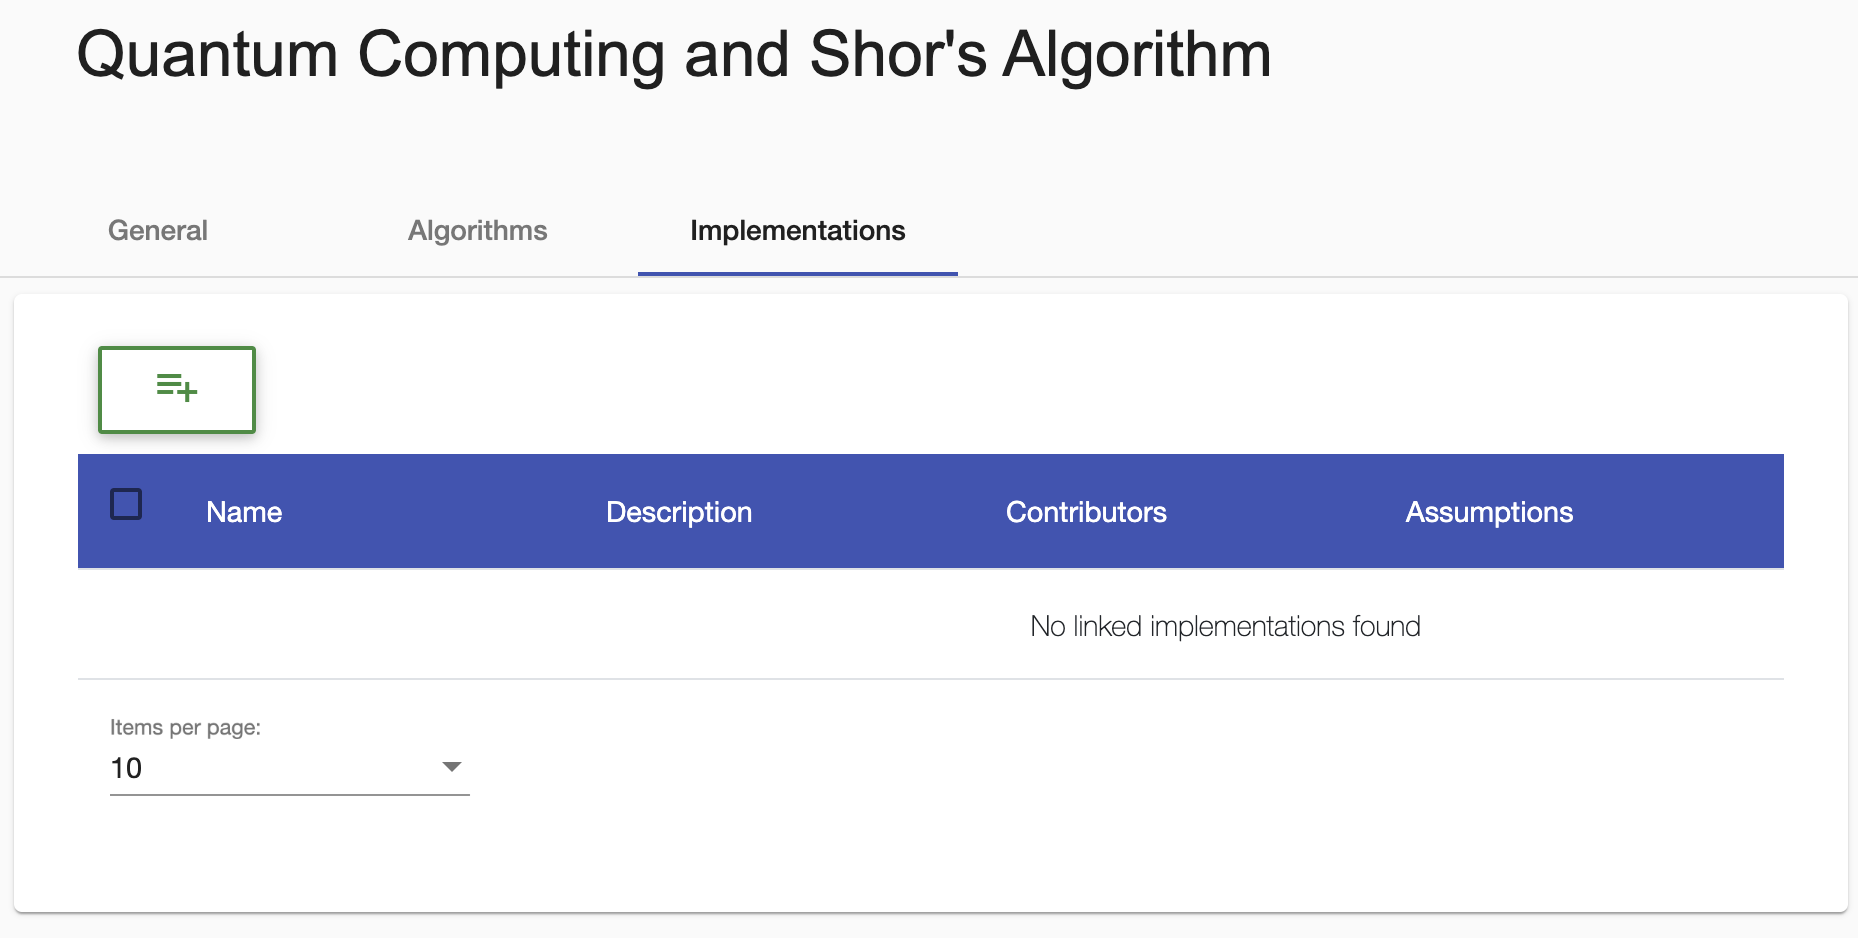 Quantum Computing and Shor's Algorithm
General Algorithms Implementations
Name Description Contributors Assumptions
No linked implementations found
Items per page:
10